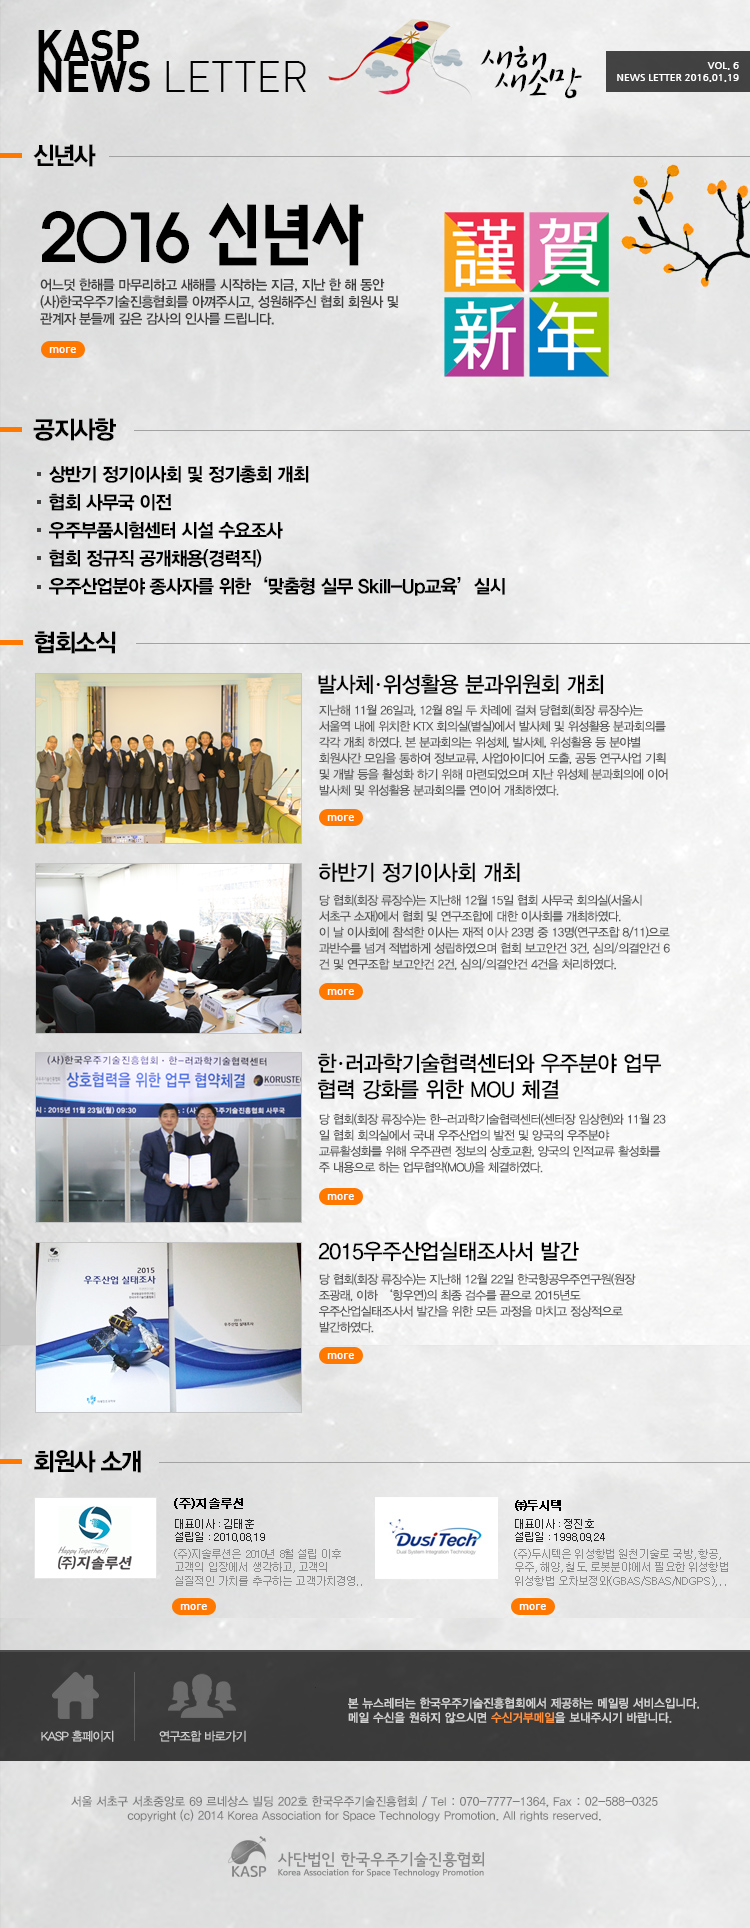 KASP
NEWS LETTER
새해
새소망
VOL. 6
NEWS LETTER 2016.01.19
신년사
2016 신년사
어느덧 한해를 마무리하고 새해를 시작하는 지금, 지난 한 해 동안
(사)한국우주기술진흥협회를 아껴주시고, 성원해주신 협회 회원사 및
관계자 분들께 깊은 감사의 인사를 드립니다.
more
謹賀
新年
공지사항
상반기 정기이사회 및 정기총회 개최
협회 사무국 이전
우주부품시험센터 시설 수요조사
협회 정규직 공개채용(경력직)
우주산업분야 종사자를 위한 ‘맞춤형 실무 Skill-Up교육’ 실시
협회소식
발사체·위성활용 분과위원회 개최
지난해 11월 26일과, 12월 8일 두 차례에 걸쳐 당협회(회장 류장수)는
서울역 내에 위치한 KTX 회의실(별실)에서 발사체 및 위성활용 분과회의를
각각 개최 하였다. 본 분과회의는 위성체, 발사체, 위성활용 등 분야별
회원사간 모임을 통하여 정보교류, 사업아이디어 도출, 공동 연구사업 기획
및 개발 등을 활성화 하기 위해 마련되었으며 지난 위성체 분과회의에 이어
발사체 및 위성활용 분과회의를 연이어 개최하였다.
more
하반기 정기이사회 개최
당 협회(회장 류장수)는 지난해 12월 15일 협회 사무국 회의실(서울시
서초구 소재)에서 협회 및 연구조합에 대한 이사회를 개최하였다.
이 날 이사회에 참석한 이사는 재적 이사 23명 중 13명(연구조합 8/11)으로
과반수를 넘겨 적법하게 성립하였으며 협회 보고안건 3건, 심의/의결안건 6
건 및 연구조합 보고안건 2건, 심의/의결안건 4건을 처리하였다.
more
(사)한국우주기술진흥협회 · 한-러과학기술협력센터
상호협력을 위한 업무 협약체결
KORUSTEC
: 2015년 11월 23일(월) 09:30
기술진흥협회 사무국
한·러과학기술협력센터와 우주분야 업무
협력 강화를 위한 MOU 체결
당 협회(회장 류장수)는 한-러과학기술협력센터(센터장 임상현)와 11월 23
일 협회 회의실에서 국내 우주산업의 발전 및 양국의 우주분야
교류활성화를 위해 우주관련 정보의 상호교환, 양국의 인적교류 활성화를
주 내용으로 하는 업무협약(MOU)을 체결하였다.
more
2015
우주산업 실태조사
2015
우주산업 실태조사
2015우주산업실태조사서 발간
당 협회(회장 류장수)는 지난해 12월 22일 한국항공우주연구원(원장
조광래, 이하 ‘항우연)의 최종 검수를 끝으로 2015년도
우주산업실태조사서 발간을 위한 모든 과정을 마치고 정상적으로
발간하였다.
more
회원사 소개
Happy Together!!
(주)지솔루션
(주)지솔루션
대표이사 : 김태훈
설립일 : 2010.08.19
(주)지솔루션은 2010년 8월 설립 이후
고객의 입장에서 생각하고, 고객의
실질적인 가치를 추구하는 고객가치경영..
more
DusiTech
Dual System Integration Technology
㈜두시텍
대표이사 : 정진호
설립일 : 1998.09.24
(주)두시텍은 위성항법 원천기술로 국방, 항공,
우주, 해양, 철도, 로봇분야에서 필요한 위성항법
위성항법 오차보정와(GBAS/SBAS/NDGPS)...
more
KASP 홈페이지
연구조합 바로가기
본 뉴스레터는 한국우주기술진흥협회에서 제공하는 메일링 서비스입니다.
메일 수신을 원하지 않으시면 수신거부메일을 보내주시기 바랍니다.
서울 서초구 서초중앙로 69 르네상스 빌딩 202호 한국우주기술진흥협회 / Tel : 070-7777-1364, Fax : 02-588-0325
copyright (c) 2014 Korea Association for Space Technology Promotion. All rights reserved.
KASP
사단법인 한국우주기술진흥협회
Korea Association for Space Technology Promotion